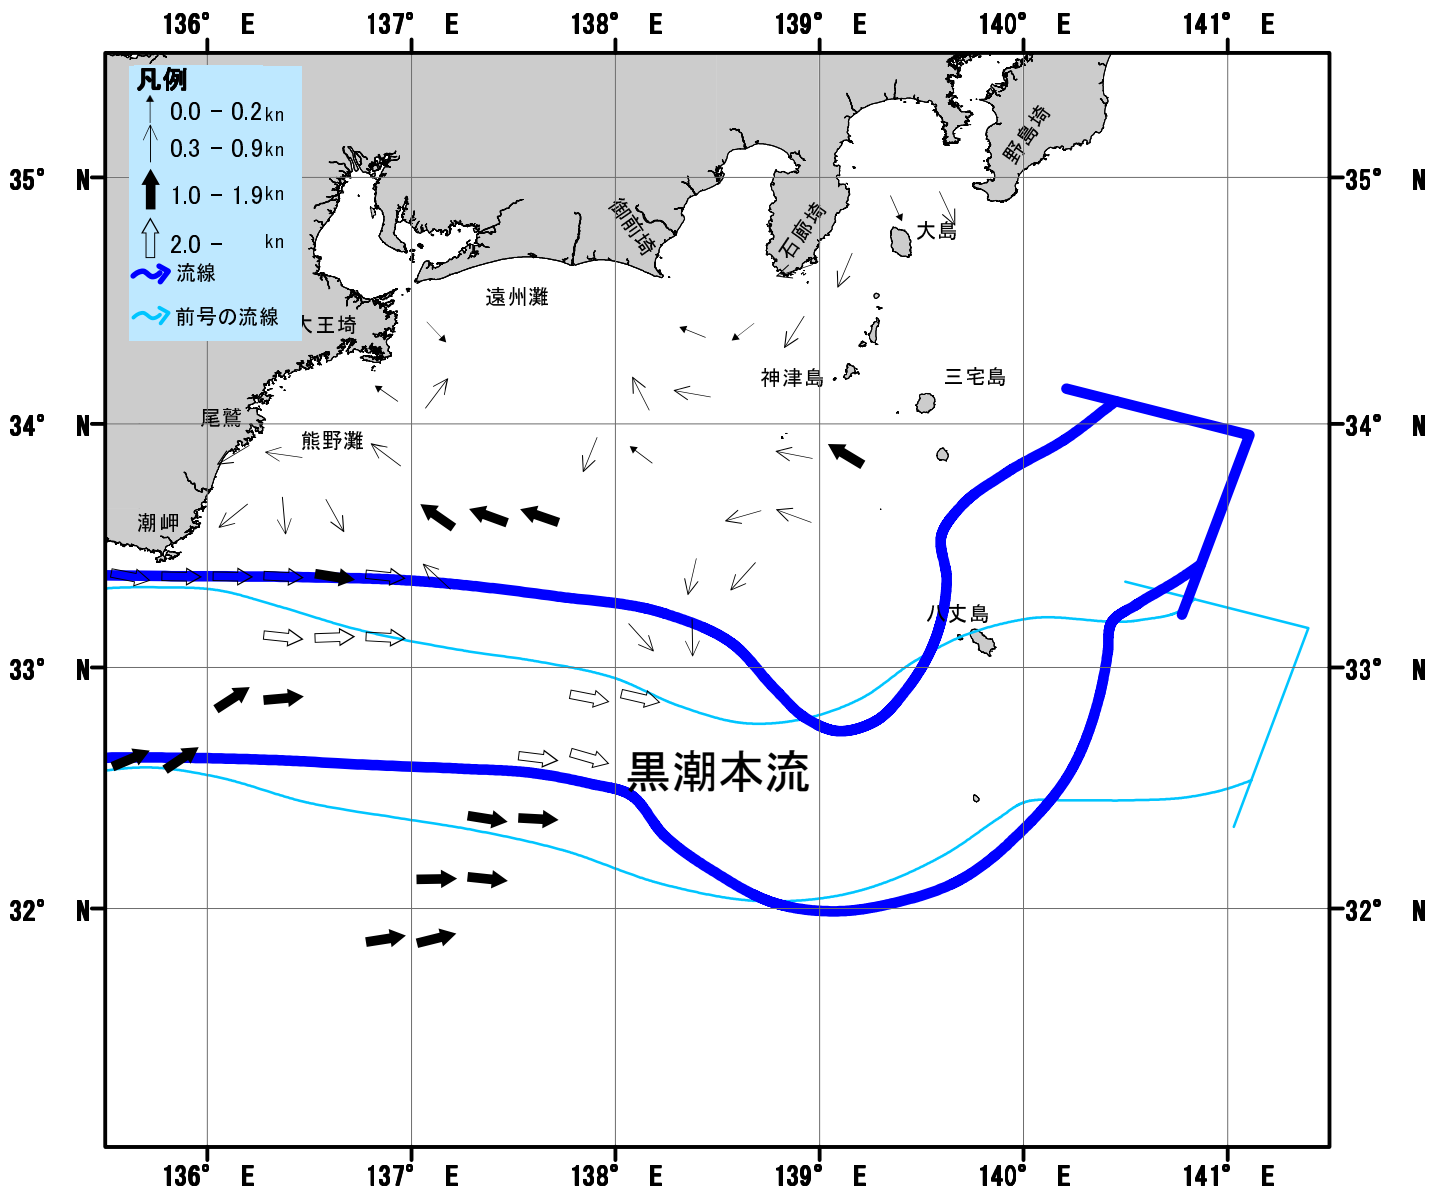 136° E 137° E 138° E 139° E 140° E 141° E
凡例
0.0 - 0.2kn
0.3 - 0.9kn
1.0 - 1.9kn
2.0 - kn
流線
前号の流線
野島埼
35° N
35° N
御前埼
石廊埼
大島
遠州灘
大王埼
神津島
三宅島
尾鷲
34° N
34° N
熊野灘
潮岬
八丈島
33° N
33° N
黒潮本流
32° N
32° N
136° E 137° E 138° E 139° E 140° E 141° E